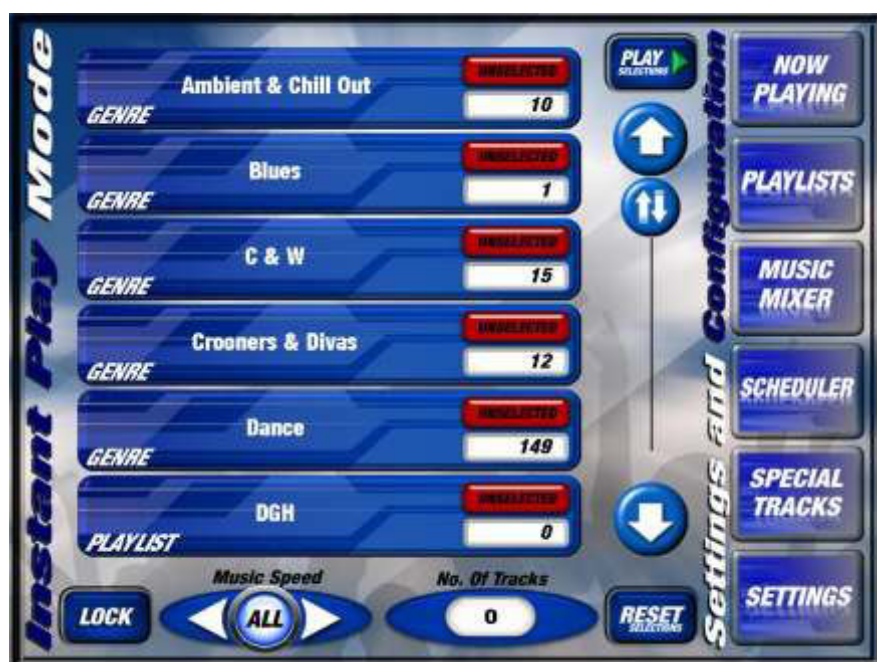 Instant Play Mode
Ambient & Chill Out
UNSELECTED
10
GENRE
Blues
UNSELECTED
1
GENRE
C & W
UNSELECTED
15
GENRE
Crooners & Divas
UNSELECTED
12
GENRE
Dance
UNSELECTED
149
GENRE
DGH
UNSELECTED
0
PLAYLIST
LOCK
Music Speed
ALL
No. Of Tracks
0
PLAY
SELECTIONS
RESET
SELECTIONS
Settings and Configuration
NOW
PLAYING
PLAYLISTS
MUSIC
MIXER
SCHEDULER
SPECIAL
TRACKS
SETTINGS